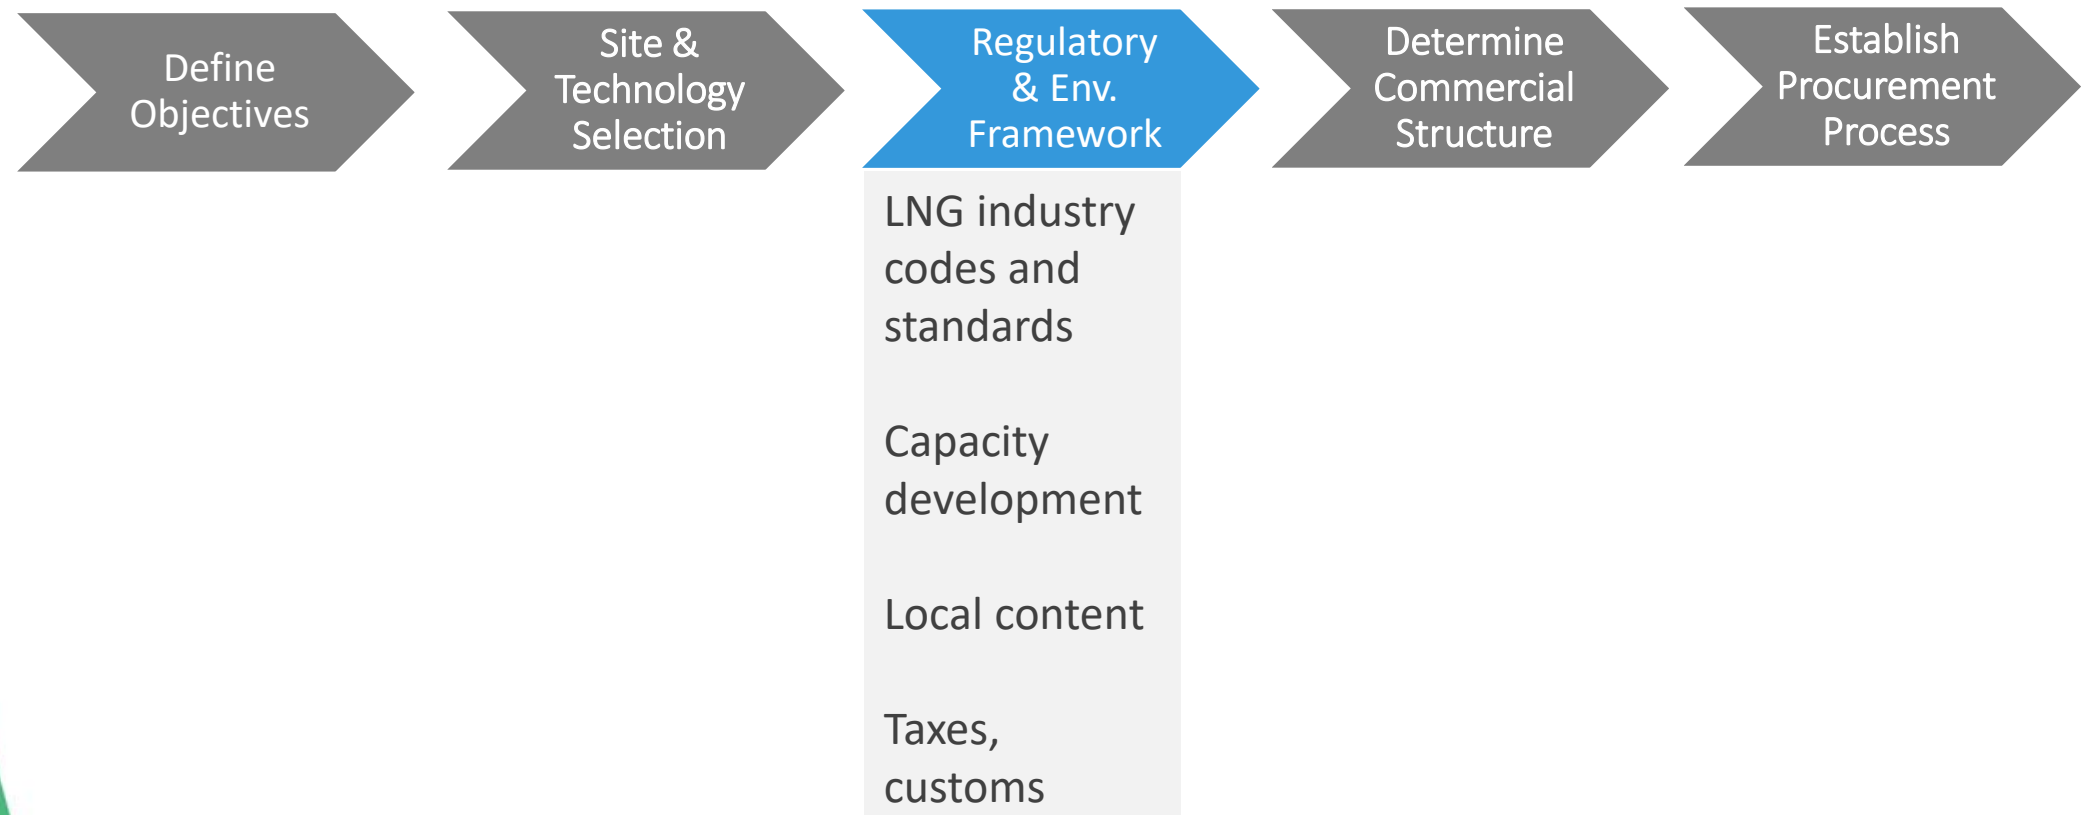 Define
Objectives
Site &
Technology
Selection
Regulatory
& Env.
Framework
Determine
Commercial
Structure
Establish
Procurement
Process
LNG industry
codes and
standards
Capacity
development
Local content
Taxes,
customs